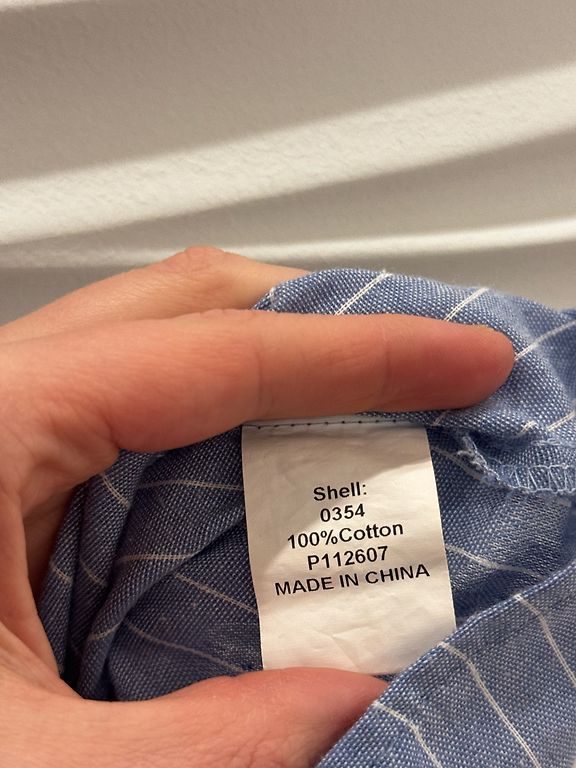 Shell:
0354
100%Cotton
P112607
MADE IN CHINA